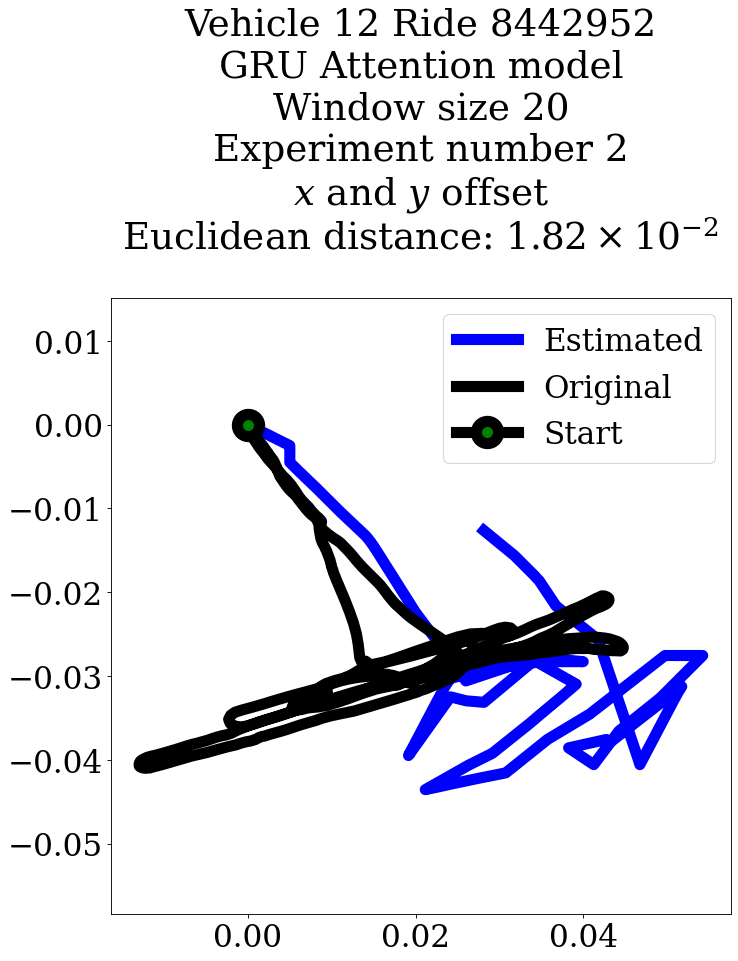 Vehicle 12 Ride 8442952
GRU Attention model
Window size 20
Experiment number 2
x and y offset
Euclidean distance: 1.82 × 10⁻²
Estimated
Original
Start
0.01
0.00
−0.01
−0.02
−0.03
−0.04
−0.05
0.00 0.02 0.04